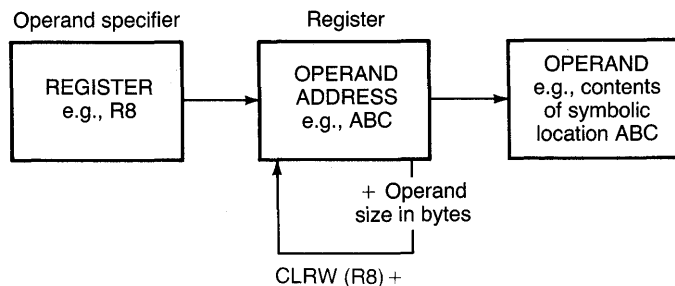 Operand specifier
Register
REGISTER
e.g., R8
OPERAND
ADDRESS
e.g., ABC
OPERAND
e.g., contents
of symbolic
location ABC
+ Operand
size in bytes
CLRW (R8) +